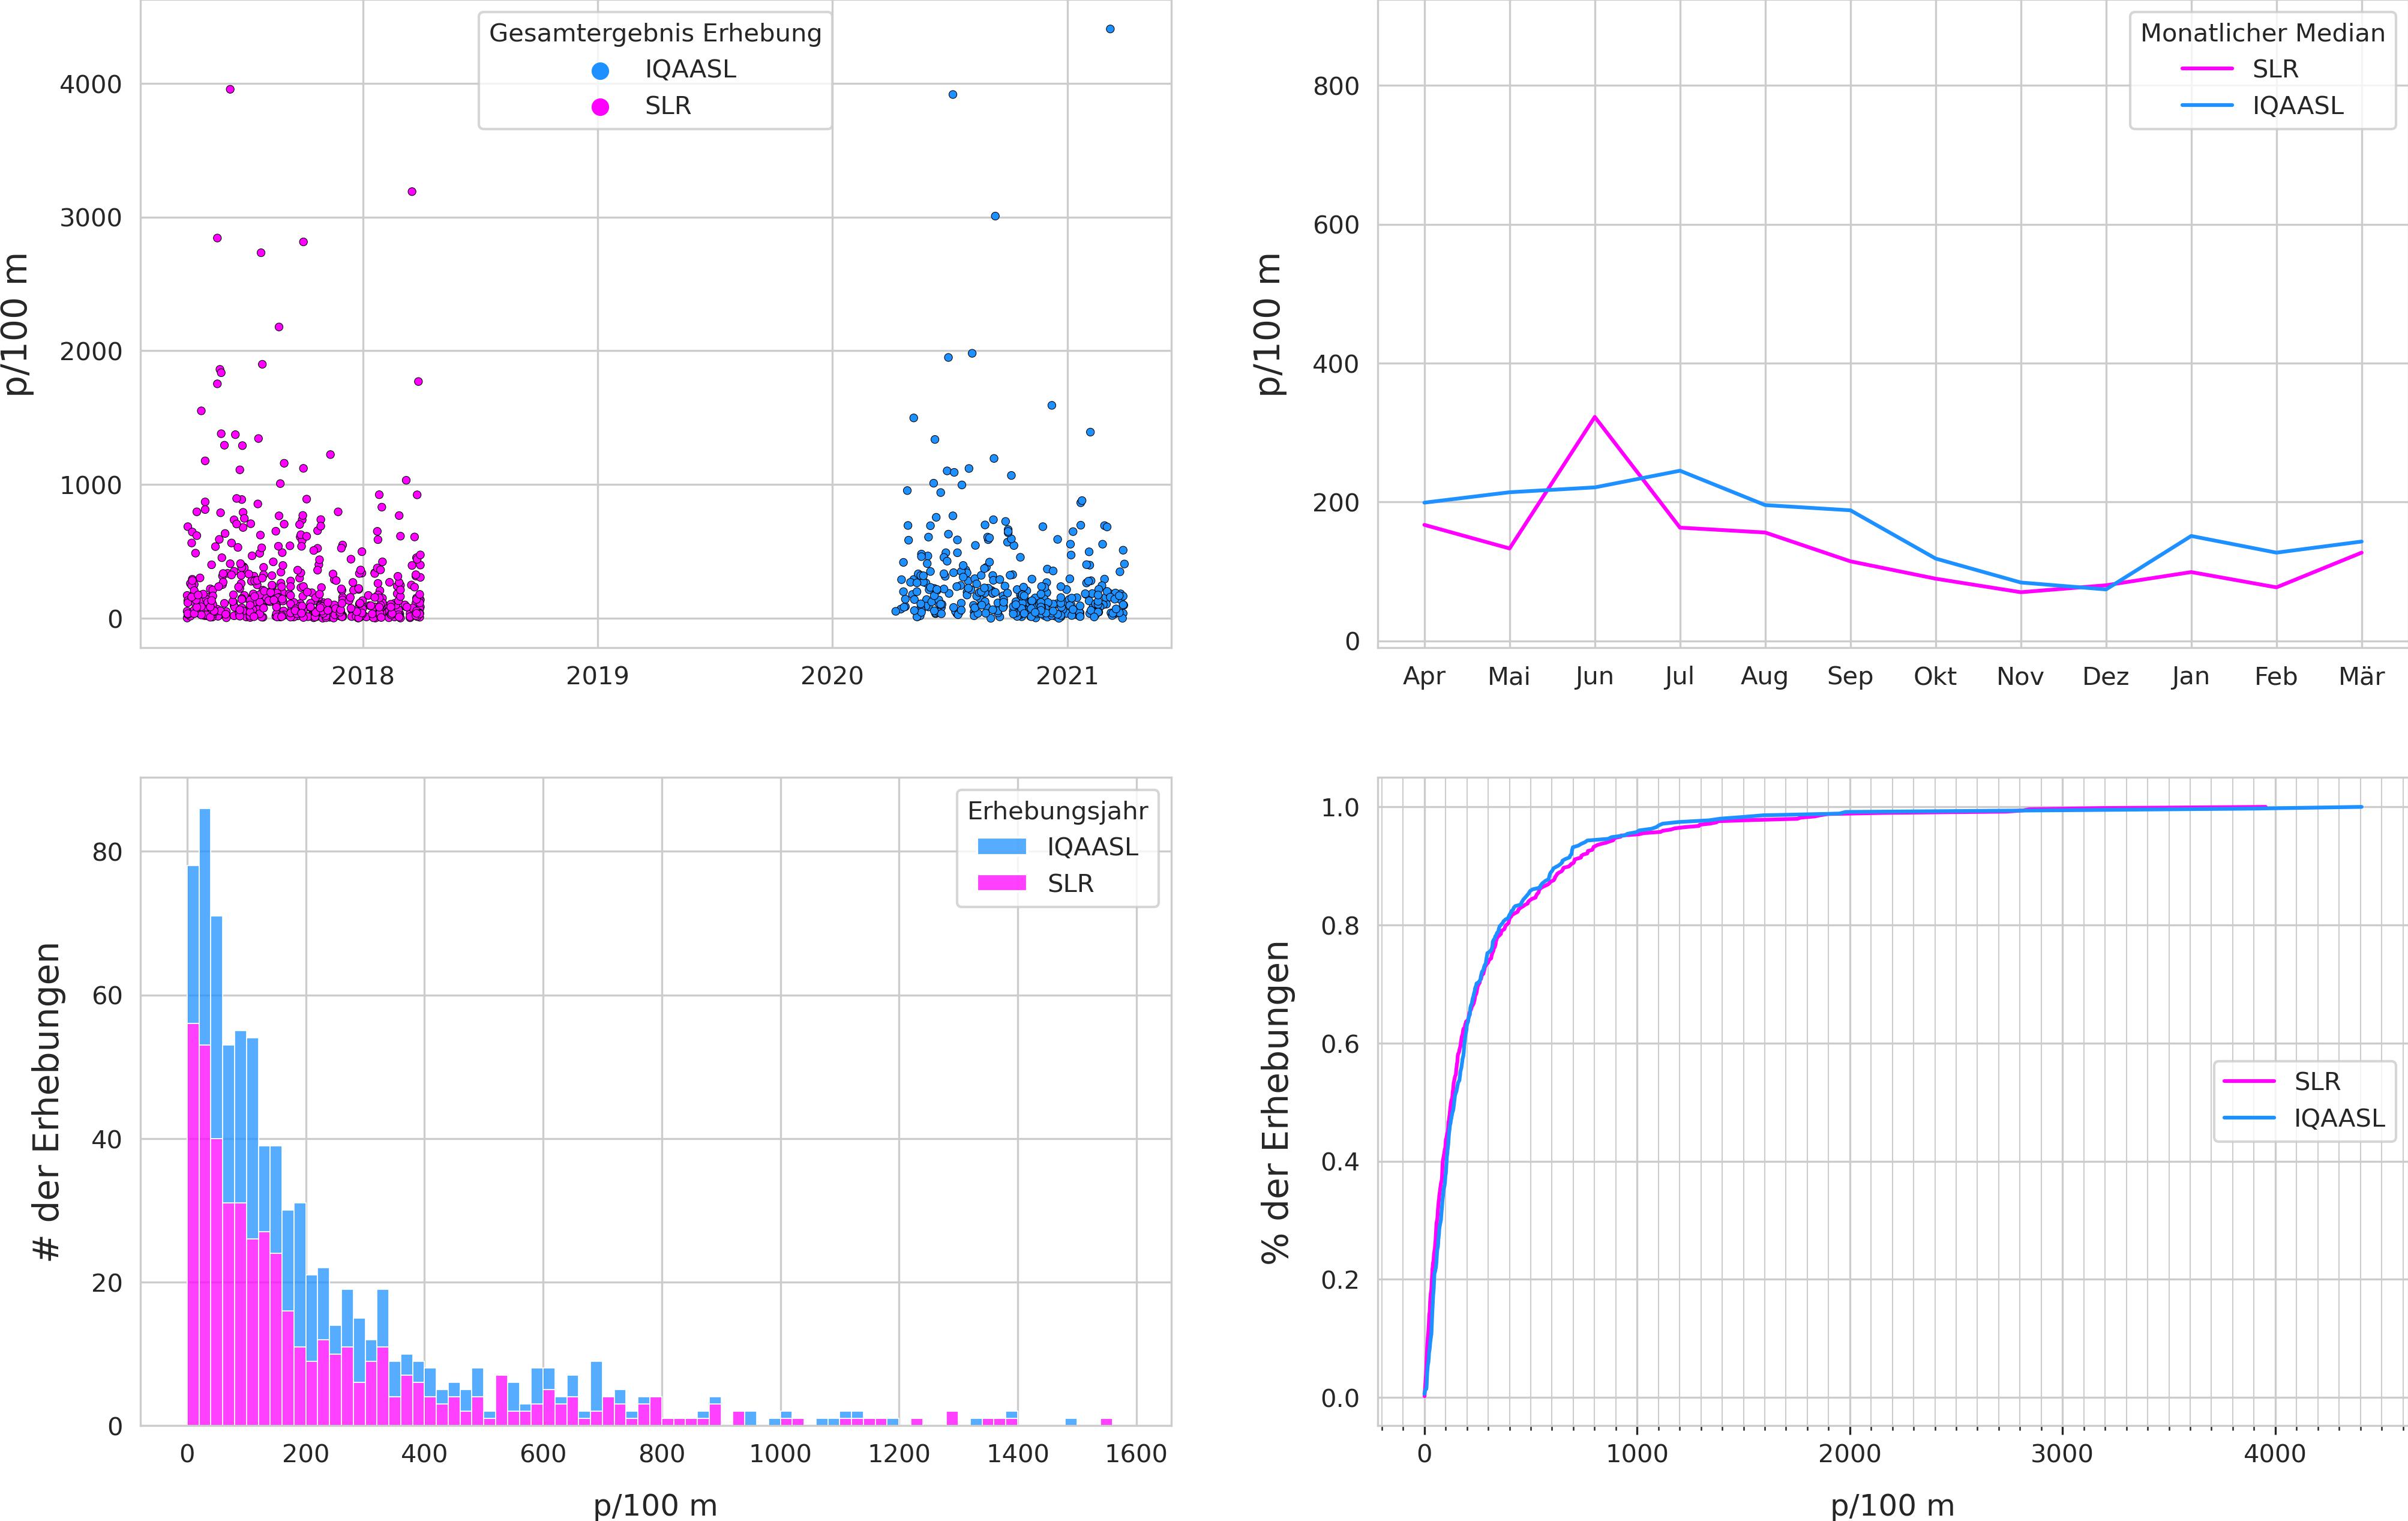 Gesamtergebnis Erhebung
IQAASL
SLR
p/100 m
4000
3000
2000
1000
0
2018 2019 2020 2021
Monatlicher Median
SLR
IQAASL
p/100 m
800
600
400
200
0
Apr Mai Jun Jul Aug Sep Okt Nov Dez Jan Feb Mär
Erhebungsjahr
IQAASL
SLR
# der Erhebungen
80
60
40
20
0
0 200 400 600 800 1000 1200 1400 1600
p/100 m
SLR
IQAASL
% der Erhebungen
1.0
0.8
0.6
0.4
0.2
0.0
0 1000 2000 3000 4000
p/100 m